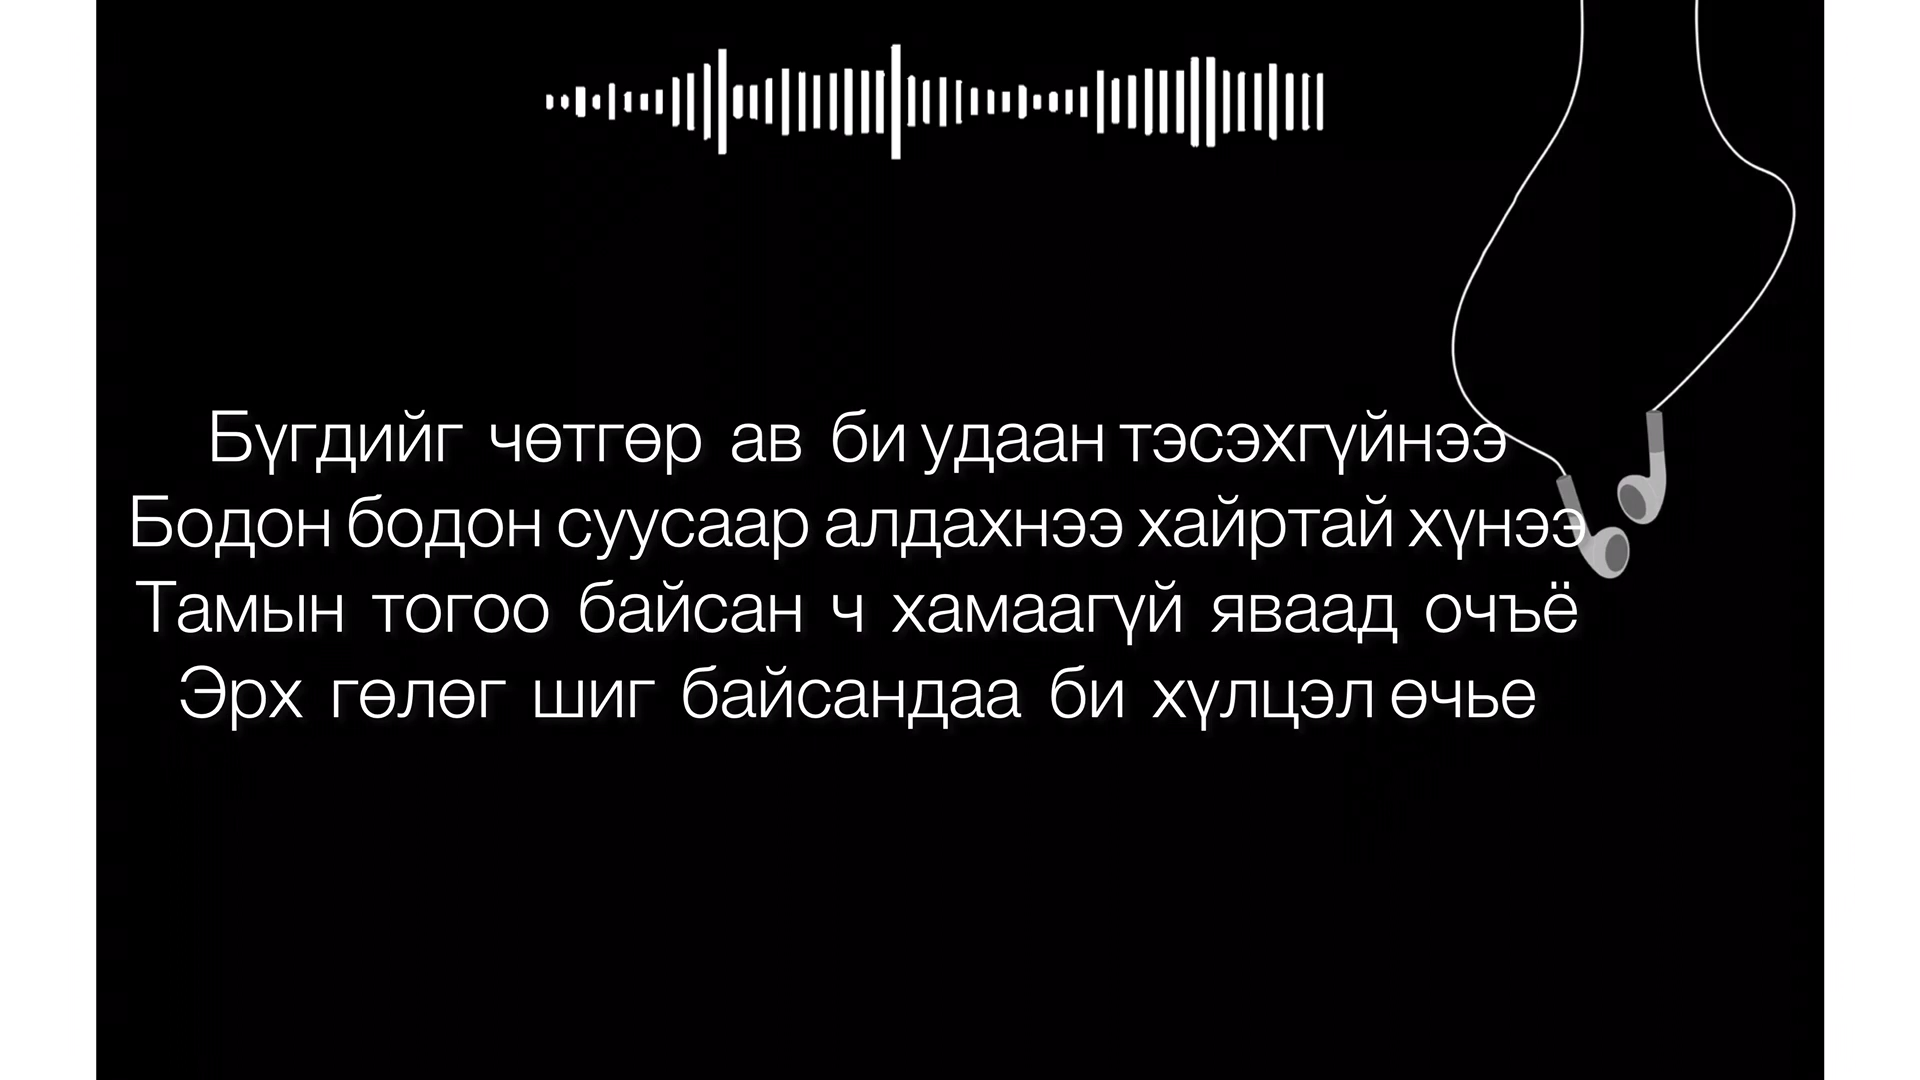 Бүгдийг чөтгөр ав би удаан тэсэхгүйнээ
Бодон бодон суусаар алдахнээ хайртай хүнээ
Тамын тогоо байсан ч хамаагүй яваад очъё
Эрх гөлөг шиг байсандаа би хүлцэл өчье